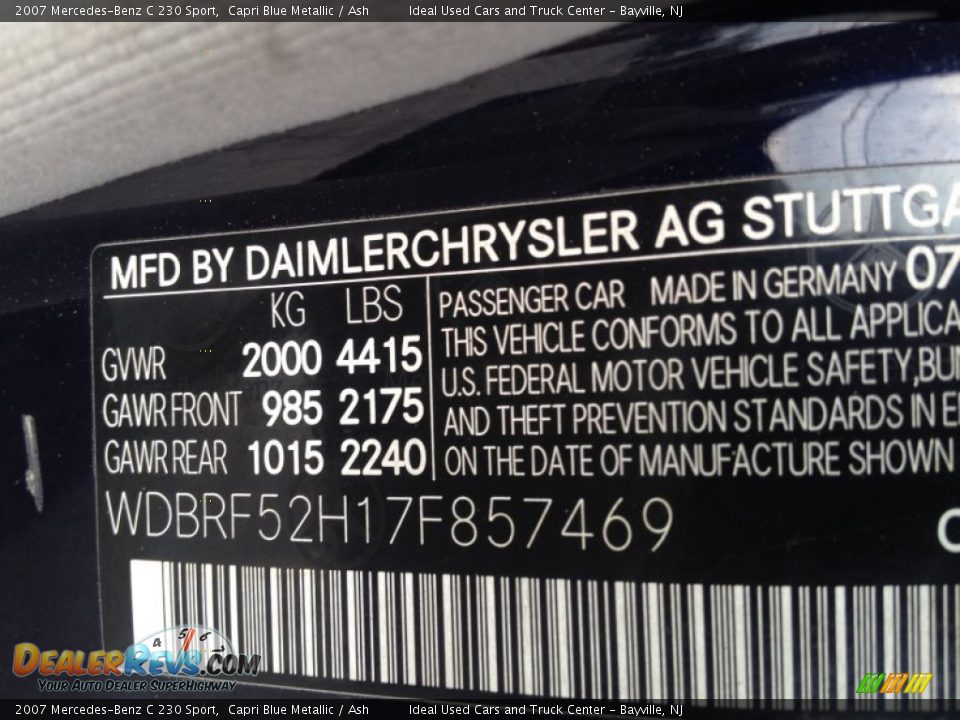 2007 Mercedes-Benz C 230 Sport, Capri Blue Metallic / Ash Ideal Used Cars and Truck Center - Bayville, NJ
MFD BY DAIMLERCHRYSLER AG STUTTGA
KG LBS
GVWR 2000 4415
GAWR FRONT 985 2175
GAWR REAR 1015 2240
PASSENGER CAR MADE IN GERMANY 07
THIS VEHICLE CONFORMS TO ALL APPLICA
U.S. FEDERAL MOTOR VEHICLE SAFETY, BUM
AND THEFT PREVENTION STANDARDS IN E
ON THE DATE OF MANUFACTURE SHOWN
WDBRF52H17F857469
4 5 6
DEALERREVS.COM
YOUR AUTO DEALER SUPERHIGHWAY
2007 Mercedes-Benz C 230 Sport, Capri Blue Metallic / Ash Ideal Used Cars and Truck Center - Bayville, NJ